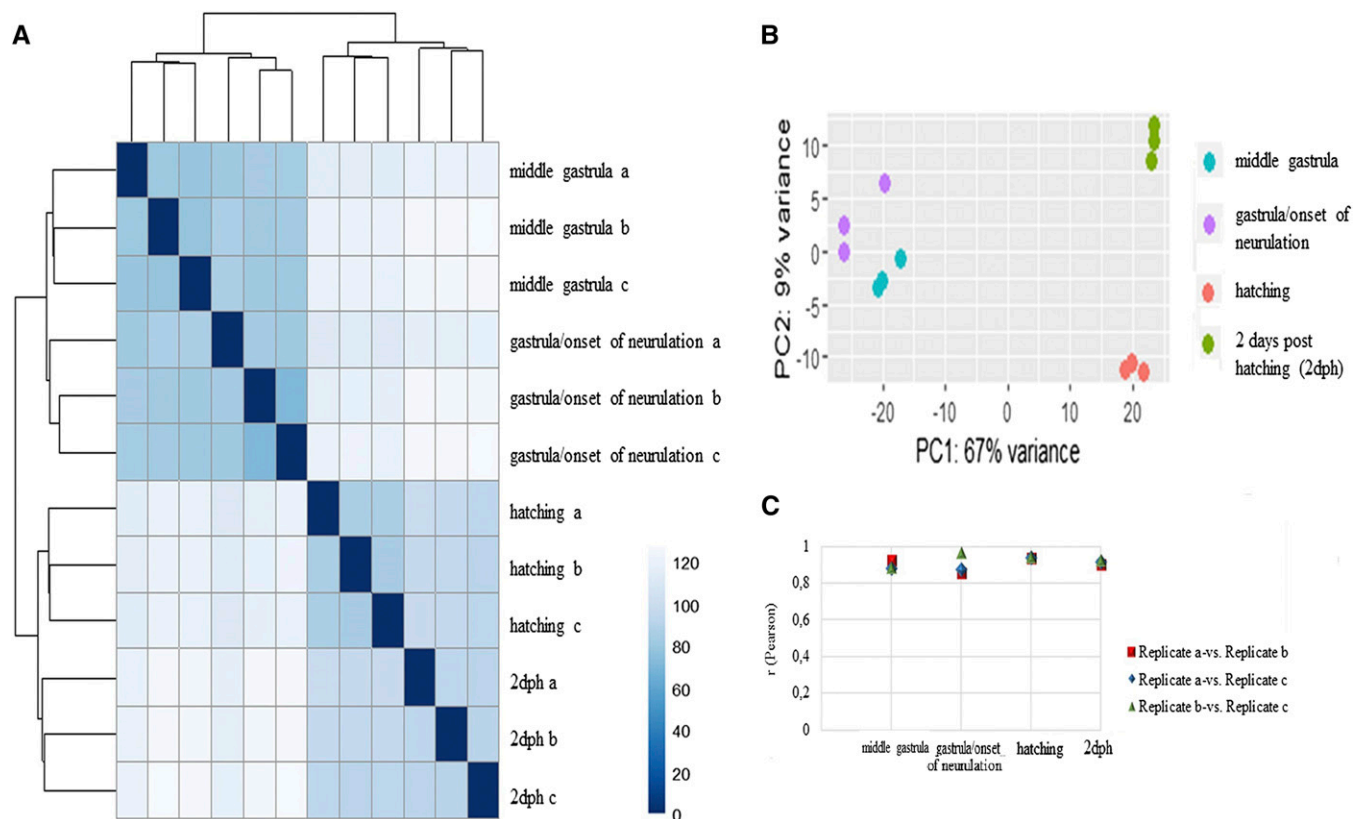 A
middle gastrula a
middle gastrula b
middle gastrula c
gastrula/onset of neurulation a
gastrula/onset of neurulation b
gastrula/onset of neurulation c
hatching a
hatching b
hatching c
2dph a
2dph b
2dph c
120
100
80
60
40
20
0
B
PC2: 9% variance
10
5
0
-5
-10
-20
-10
0
10
20
PC1: 67% variance
middle gastrula
gastrula/onset of
neurulation
hatching
2 days post
hatching (2dph)
C
r (Pearson)
1
0,8
0,6
0,4
0,2
0
middle gastrula
gastrula/onset
of neurulation
hatching
2dph
Replicate a-vs. Replicate b
Replicate a-vs. Replicate c
Replicate b-vs. Replicate c